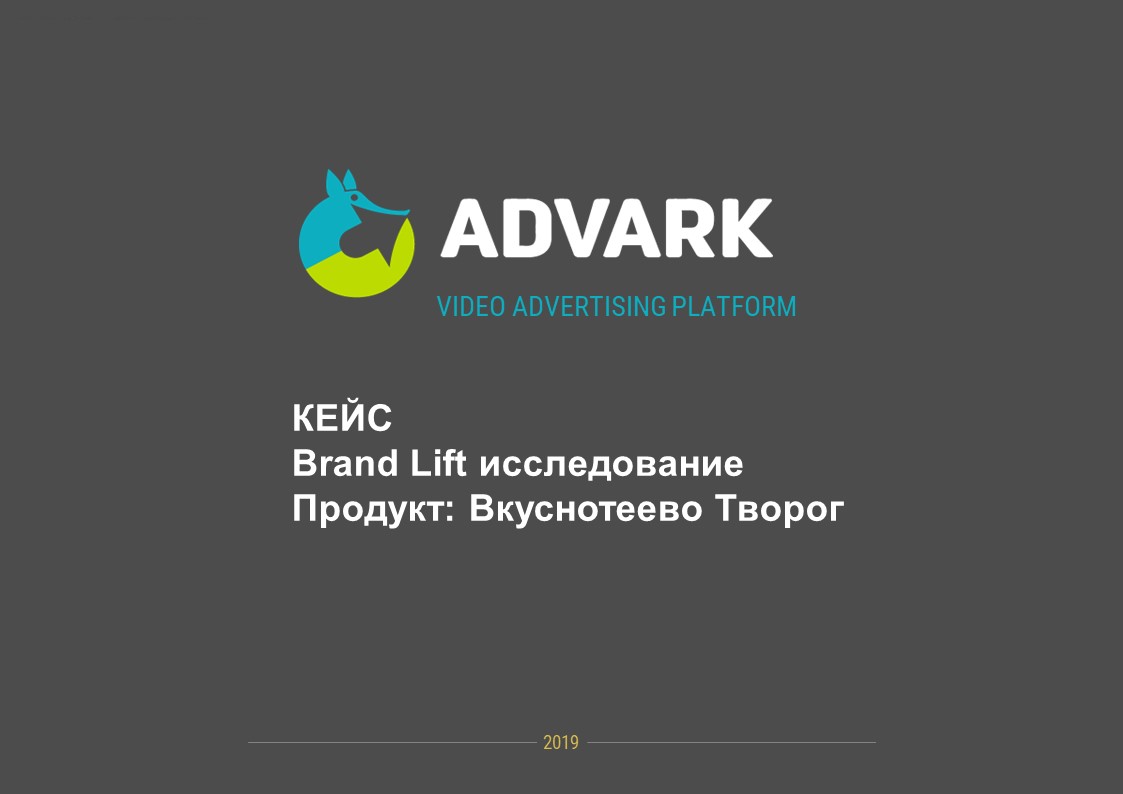 ADVARK
VIDEO ADVERTISING PLATFORM
КЕЙС
Brand Lift исследование
Продукт: Вкуснотеево Творог
2019